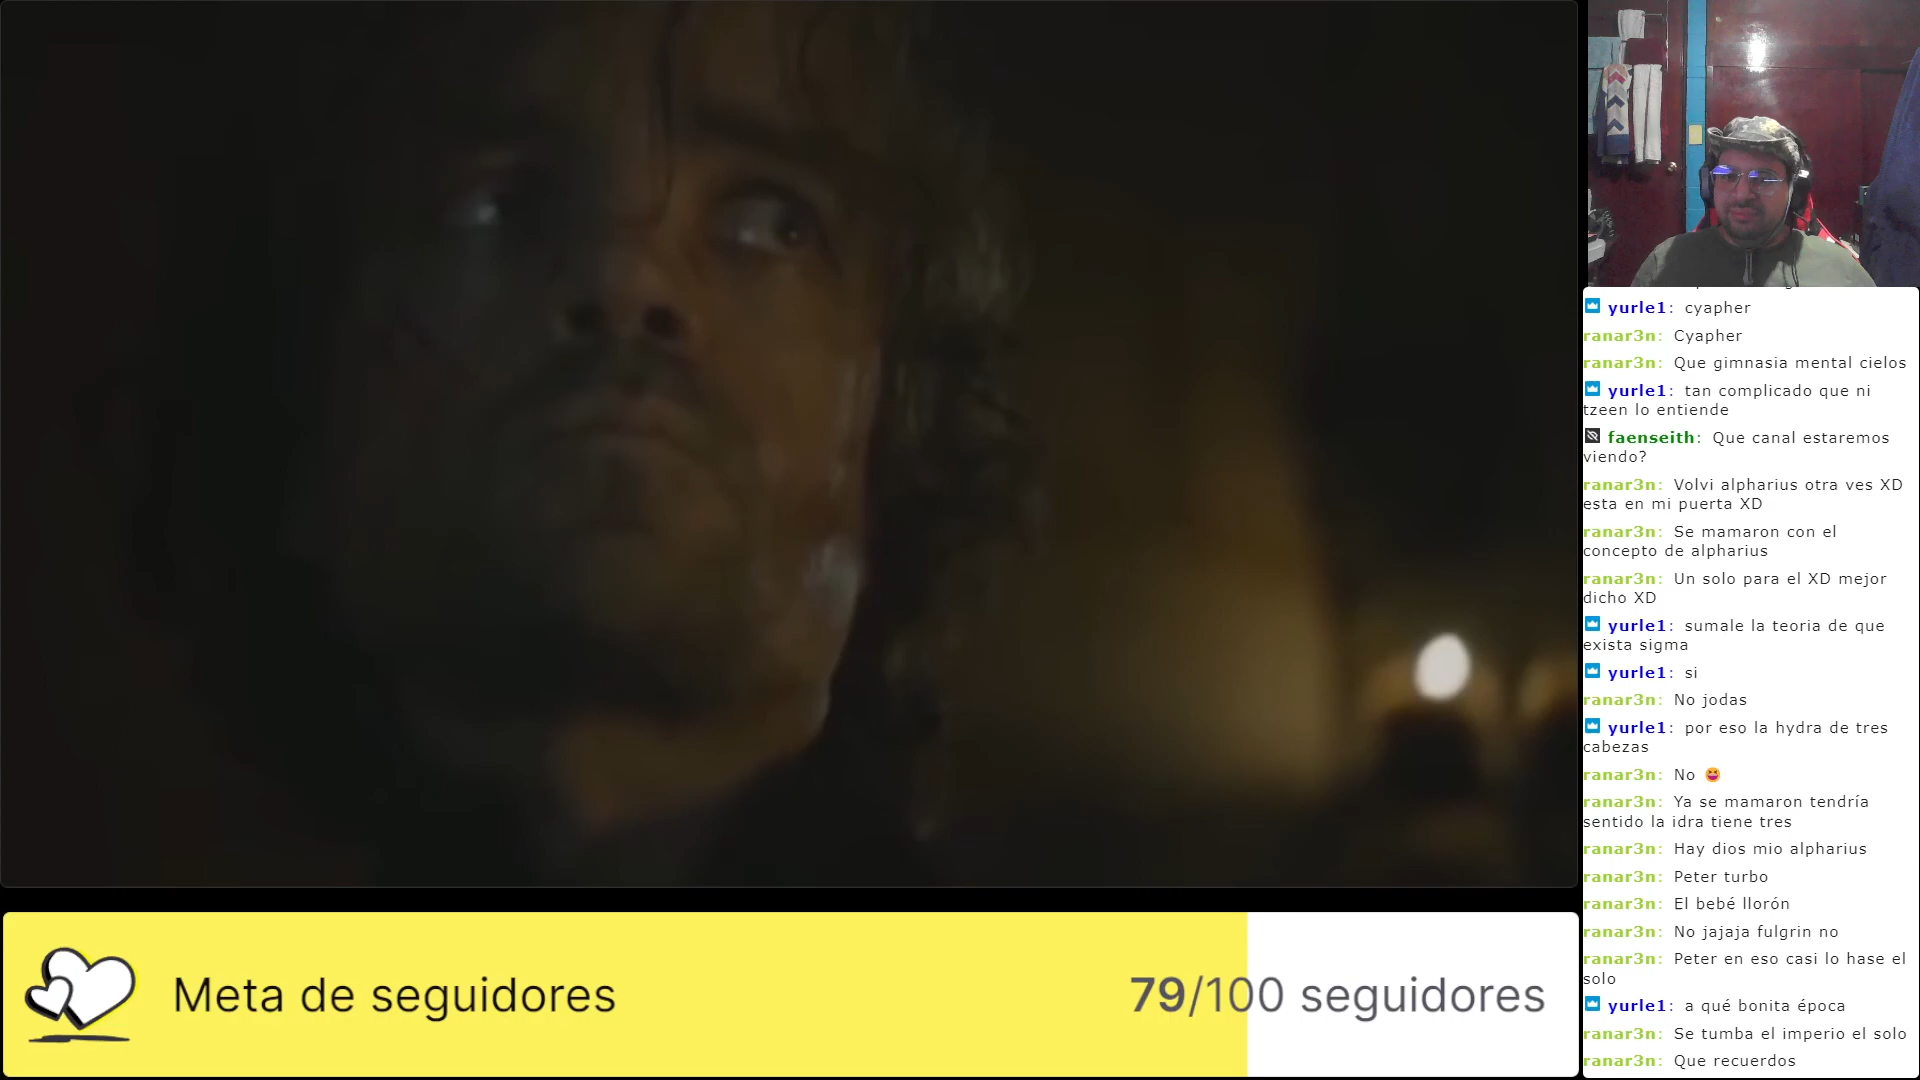 yurle1: cyapher
ranar3n: Cyapher
ranar3n: Que gimnasia mental cielos
yurle1: tan complicado que ni
tzeen lo entiende
faenseith: Que canal estaremos
viendo?
ranar3n: Volvi alpharius otra ves XD
esta en mi puerta XD
ranar3n: Se mamaron con el
concepto de alpharius
ranar3n: Un solo para el XD mejor
dicho XD
yurle1: sumale la teoria de que
exista sigma
yurle1: si
ranar3n: No jodas
yurle1: por eso la hydra de tres
cabezas
ranar3n: No 😆
ranar3n: Ya se mamaron tendría
sentido la idra tiene tres
ranar3n: Hay dios mio alpharius
ranar3n: Peter turbo
ranar3n: El bebé llorón
ranar3n: No jajaja fulgrin no
ranar3n: Peter en eso casi lo hase el
solo
yurle1: a qué bonita época
ranar3n: Se tumba el imperio el solo
ranar3n: Que recuerdos
Meta de seguidores
79/100 seguidores